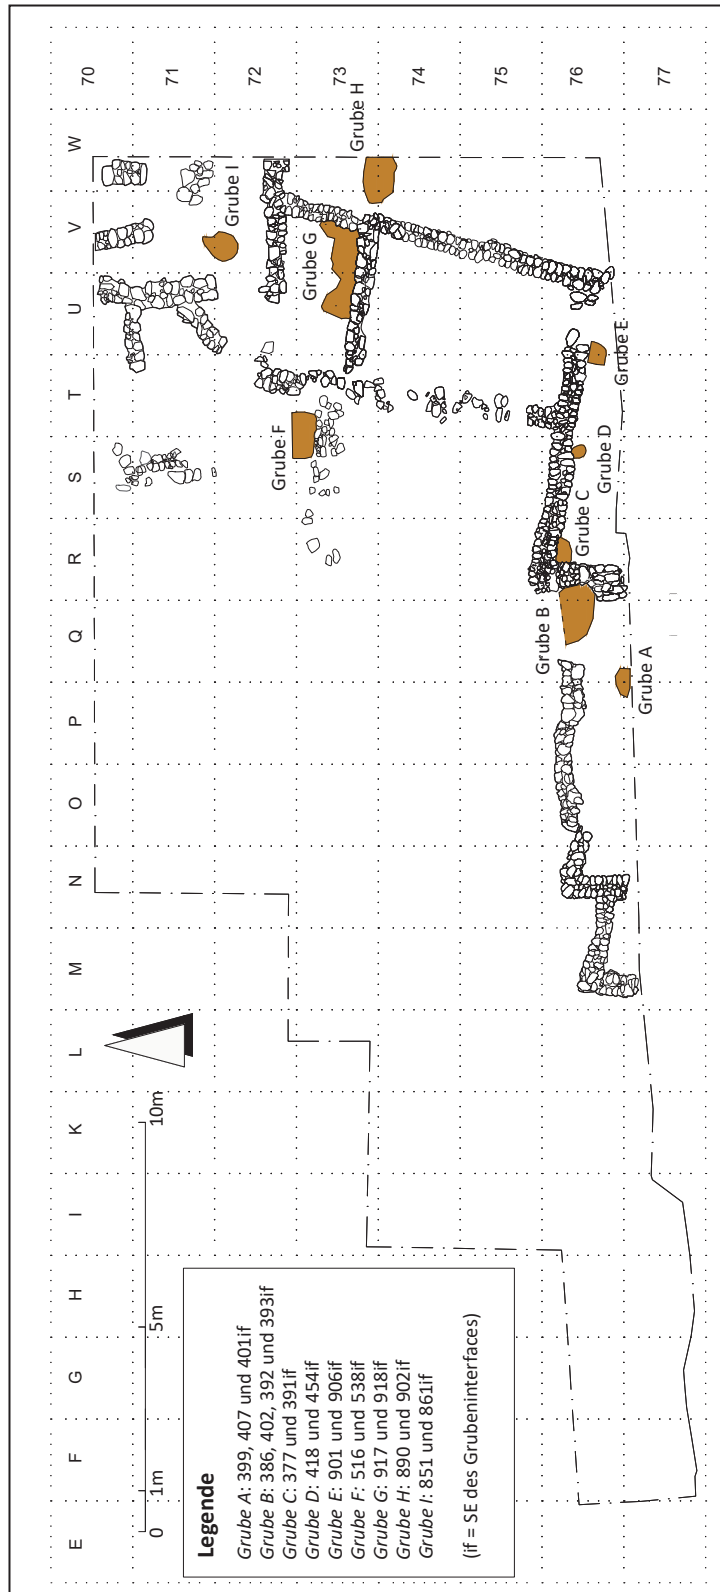 E F G H I K L M N O P Q R S T U V W
70
71
72
73
74
75
76
77
0 1m 5m 10m
Legende
Grube A: 399, 407 und 401if
Grube B: 386, 402, 392 und 393if
Grube C: 377 und 391if
Grube D: 418 und 454if
Grube E: 901 und 906if
Grube F: 516 und 538if
Grube G: 917 und 918if
Grube H: 890 und 902if
Grube I: 851 und 861if
(if = SE des Grubeninterfaces)
Grube I
Grube H
Grube G
Grube F
Grube E
Grube D
Grube C
Grube B
Grube A